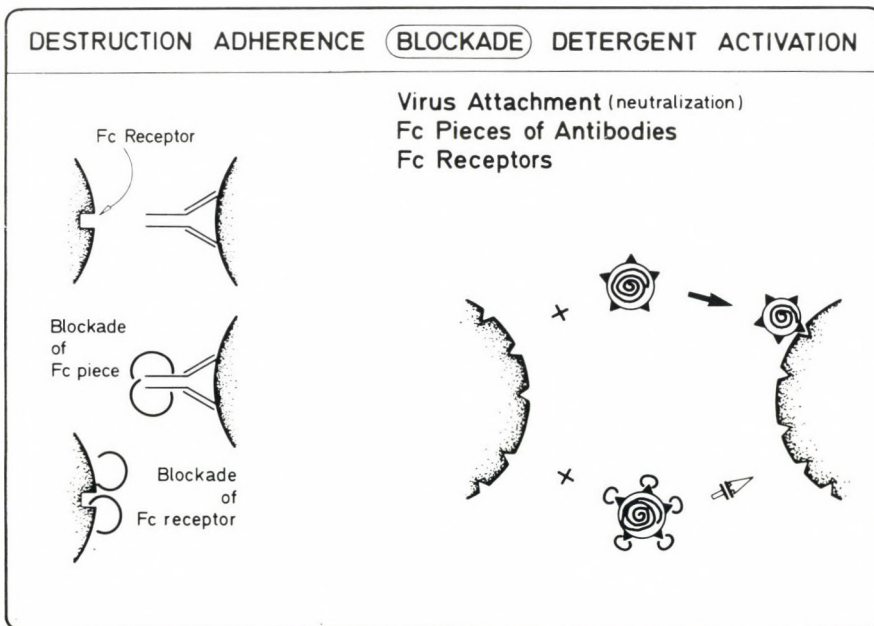 DESTRUCTION ADHERENCE BLOCKADE DETERGENT ACTIVATION
Virus Attachment (neutralization)
Fc Pieces of Antibodies
Fc Receptors
Fc Receptor
Blockade
of
Fc piece
Blockade
of
Fc receptor